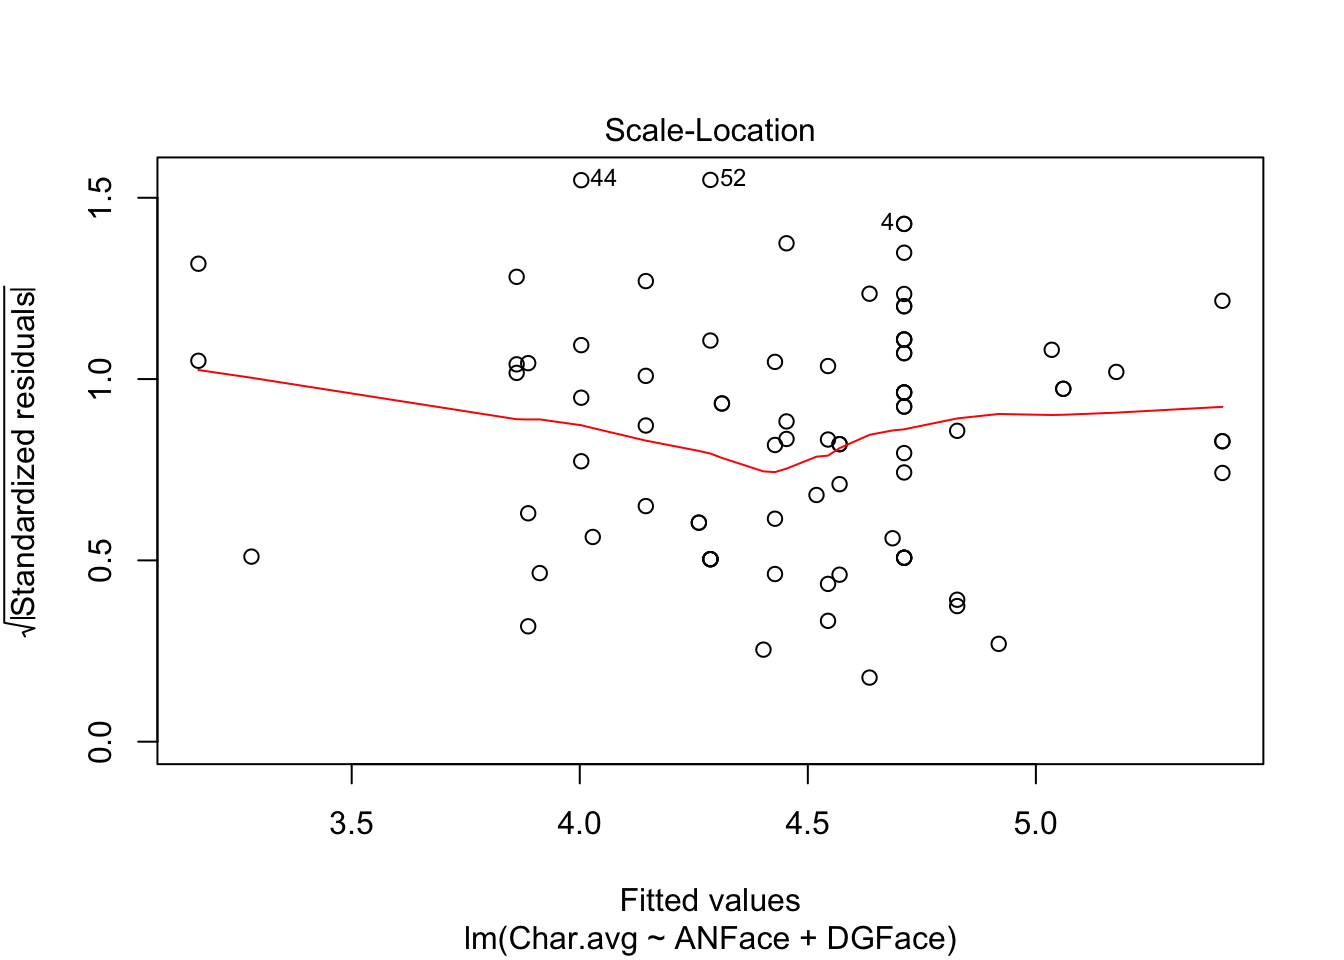 Scale-Location
√|Standardized residuals|
1.5
1.0
0.5
0.0
44
52
4
3.5 4.0 4.5 5.0
Fitted values
lm(Char.avg ~ ANFace + DGFace)